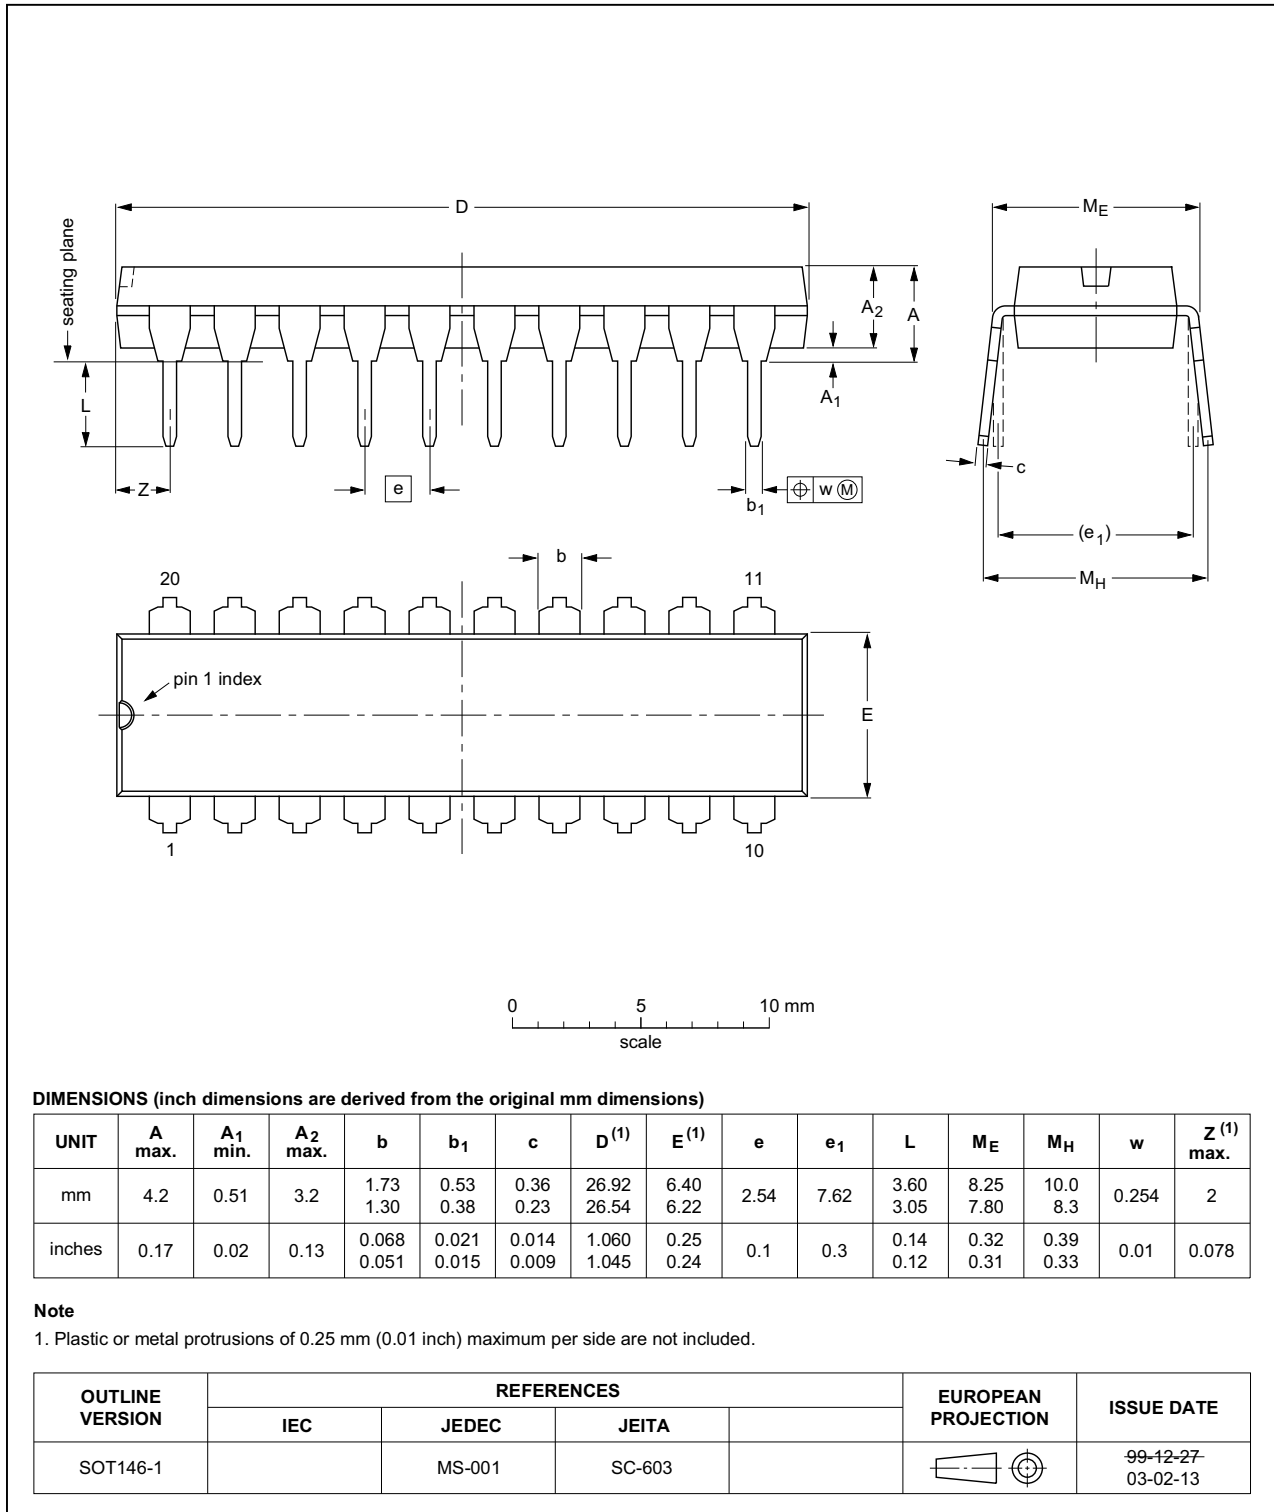 D
ME
seating plane
A2
A
A1
L
Z
e
b1
w M
c
(e1)
MH
b
20
11
pin 1 index
E
1
10
0 5 10 mm
scale
DIMENSIONS (inch dimensions are derived from the original mm dimensions)
UNIT A max. A1 min. A2 max. b b1 c D(1) E(1) e e1 L ME MH w Z(1) max.
mm 4.2 0.51 3.2 1.73 1.30 0.53 0.38 0.36 0.23 26.92 26.54 6.40 6.22 2.54 7.62 3.60 3.05 8.25 7.80 10.0 8.3 0.254 2
inches 0.17 0.02 0.13 0.068 0.051 0.021 0.015 0.014 0.009 1.060 1.045 0.25 0.24 0.1 0.3 0.14 0.12 0.32 0.31 0.39 0.33 0.01 0.078
Note
1. Plastic or metal protrusions of 0.25 mm (0.01 inch) maximum per side are not included.
OUTLINE VERSION REFERENCES EUROPEAN PROJECTION ISSUE DATE
IEC JEDEC JEITA
SOT146-1 MS-001 SC-603 99-12-27
03-02-13